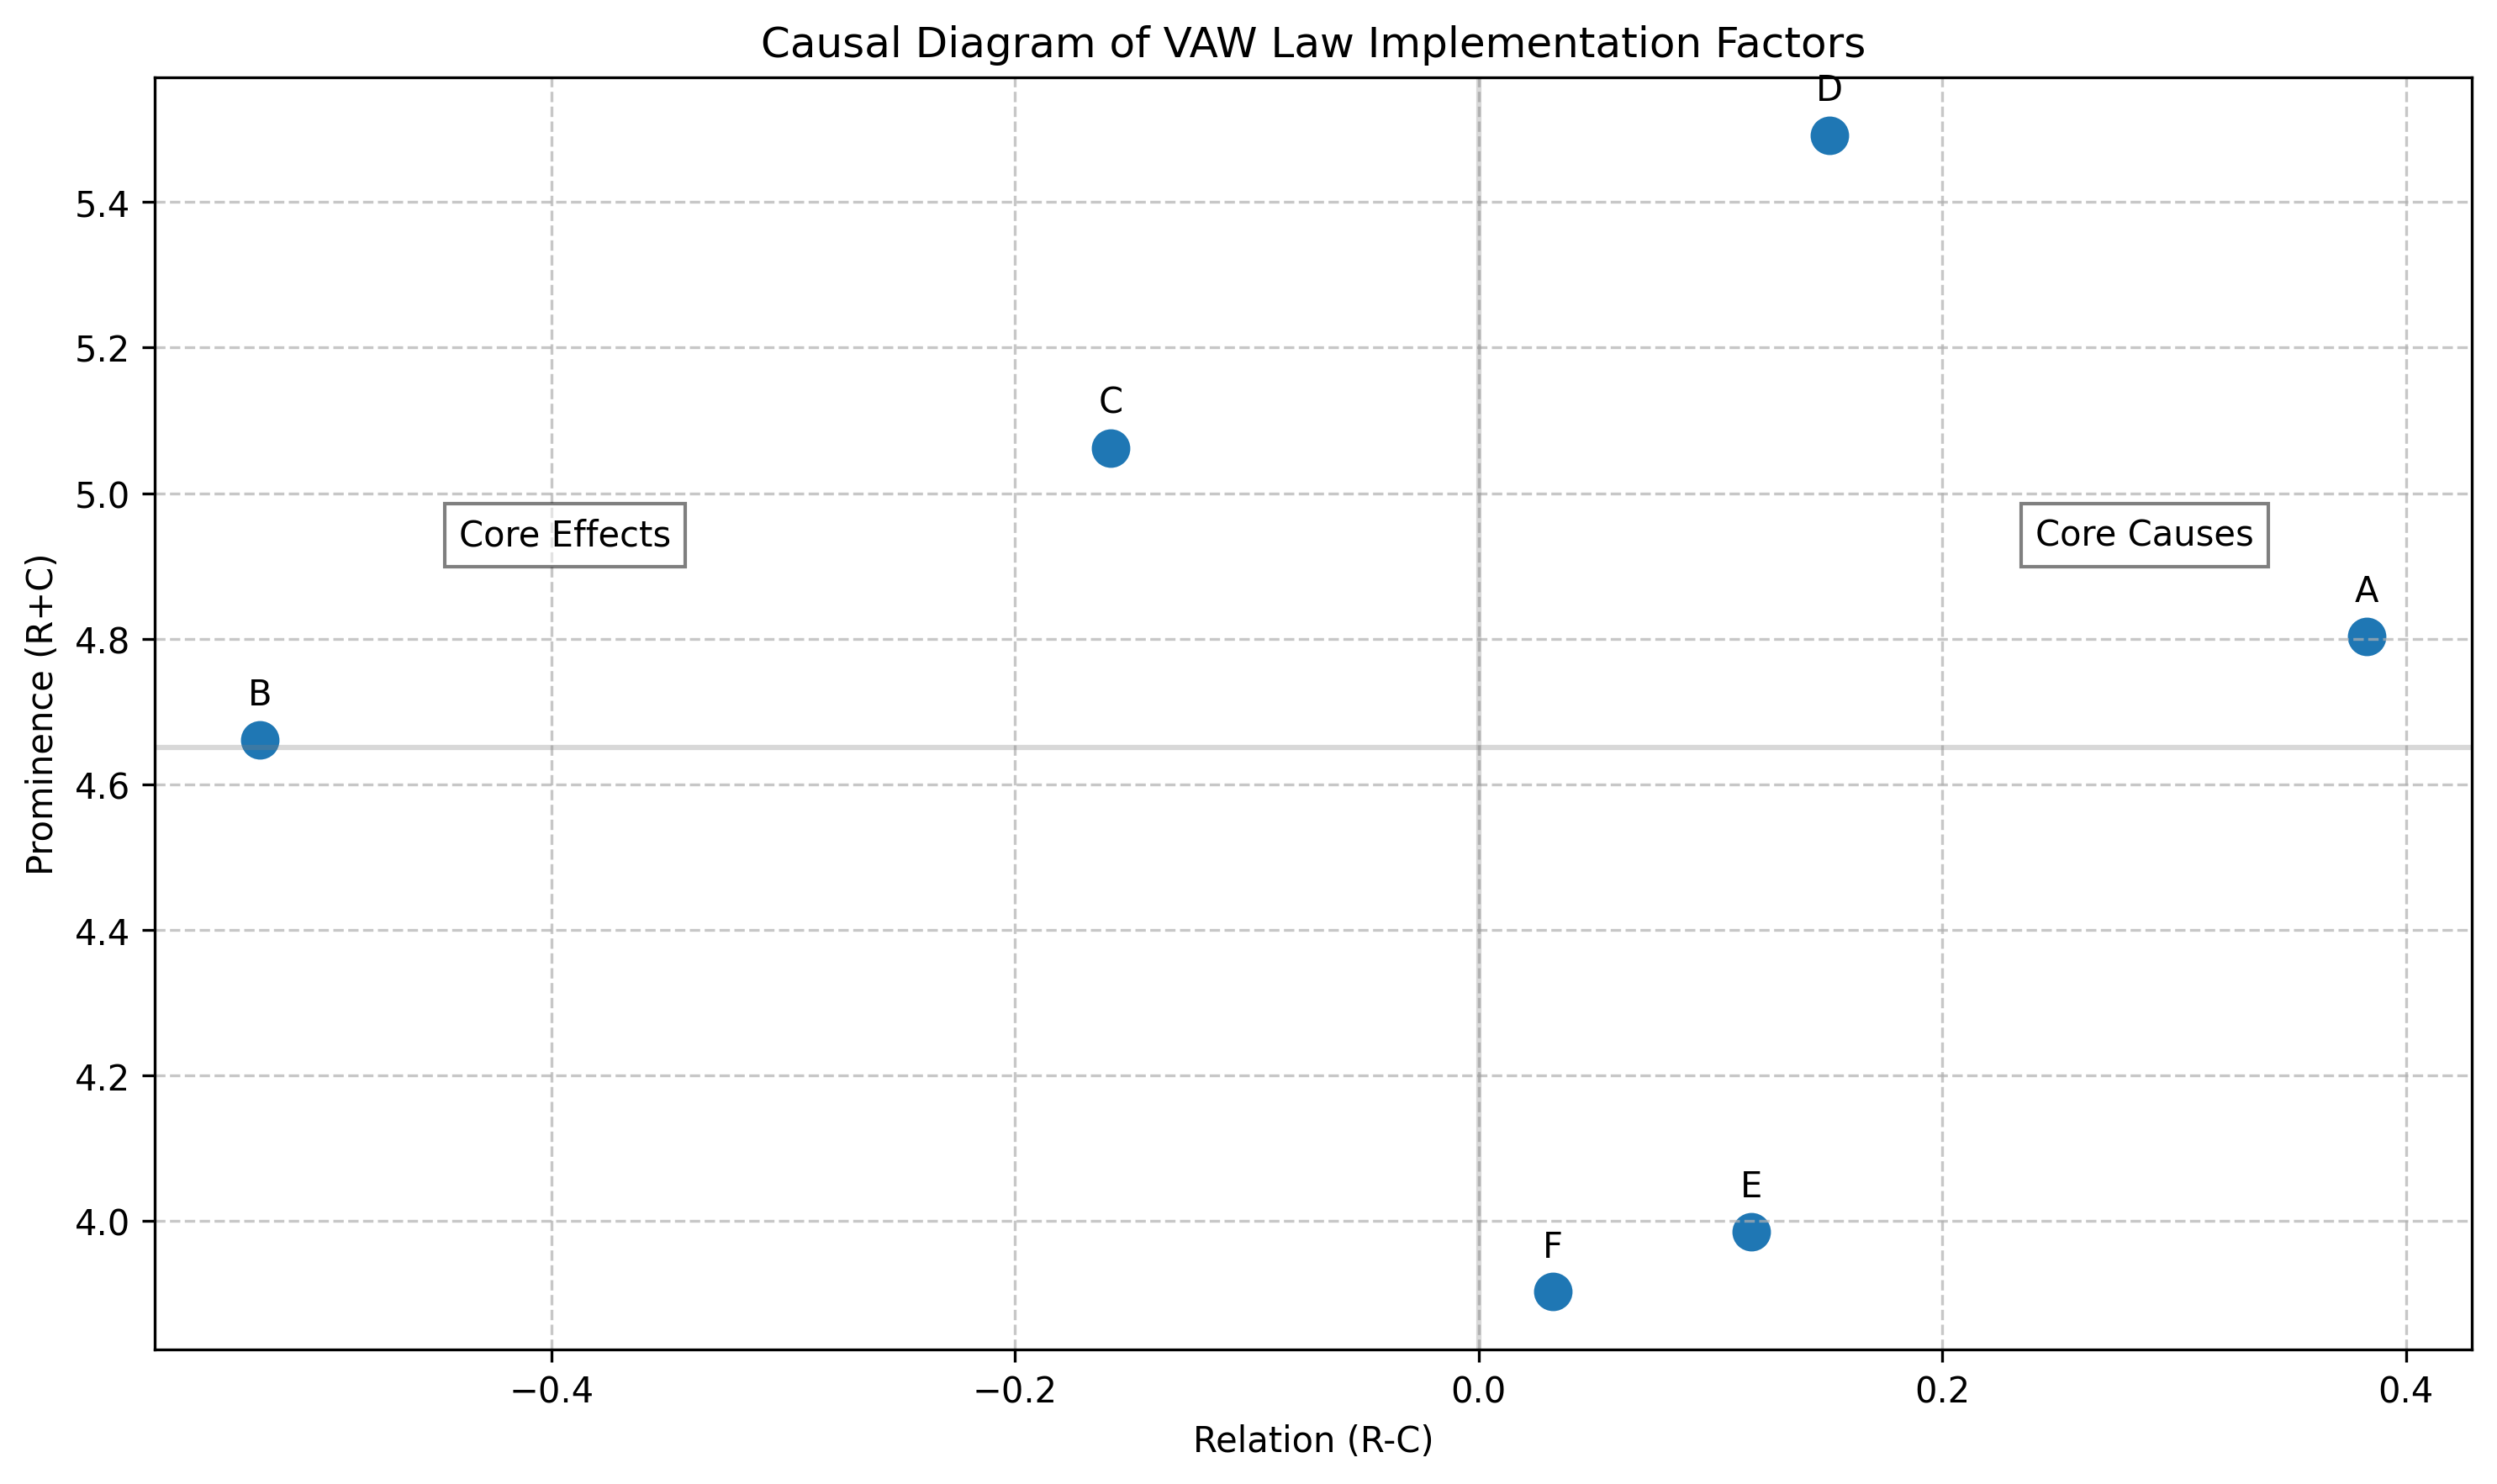 Causal Diagram of VAW Law Implementation Factors
D
5.4
5.2
C
5.0
Core Effects
Core Causes
A
4.8
B
4.6
4.4
4.2
E
4.0
F
Prominence (R+C)
−0.4
−0.2
0.0
0.2
0.4
Relation (R-C)